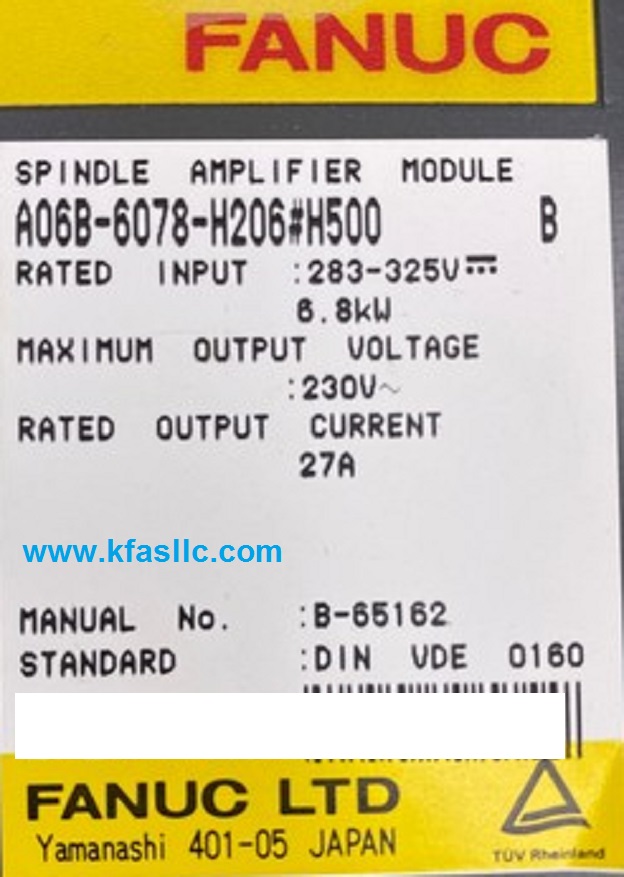 FANUC
SPINDLE AMPLIFIER MODULE
A06B-6078-H206#H500 B
RATED INPUT :283-325V⎓
6.8kW
MAXIMUM OUTPUT VOLTAGE
:230V~
RATED OUTPUT CURRENT
27A
www.kfasllc.com
MANUAL No. :B-65162
STANDARD :DIN VDE 0160
FANUC LTD
Yamanashi 401-05 JAPAN
TÜV Rheinland